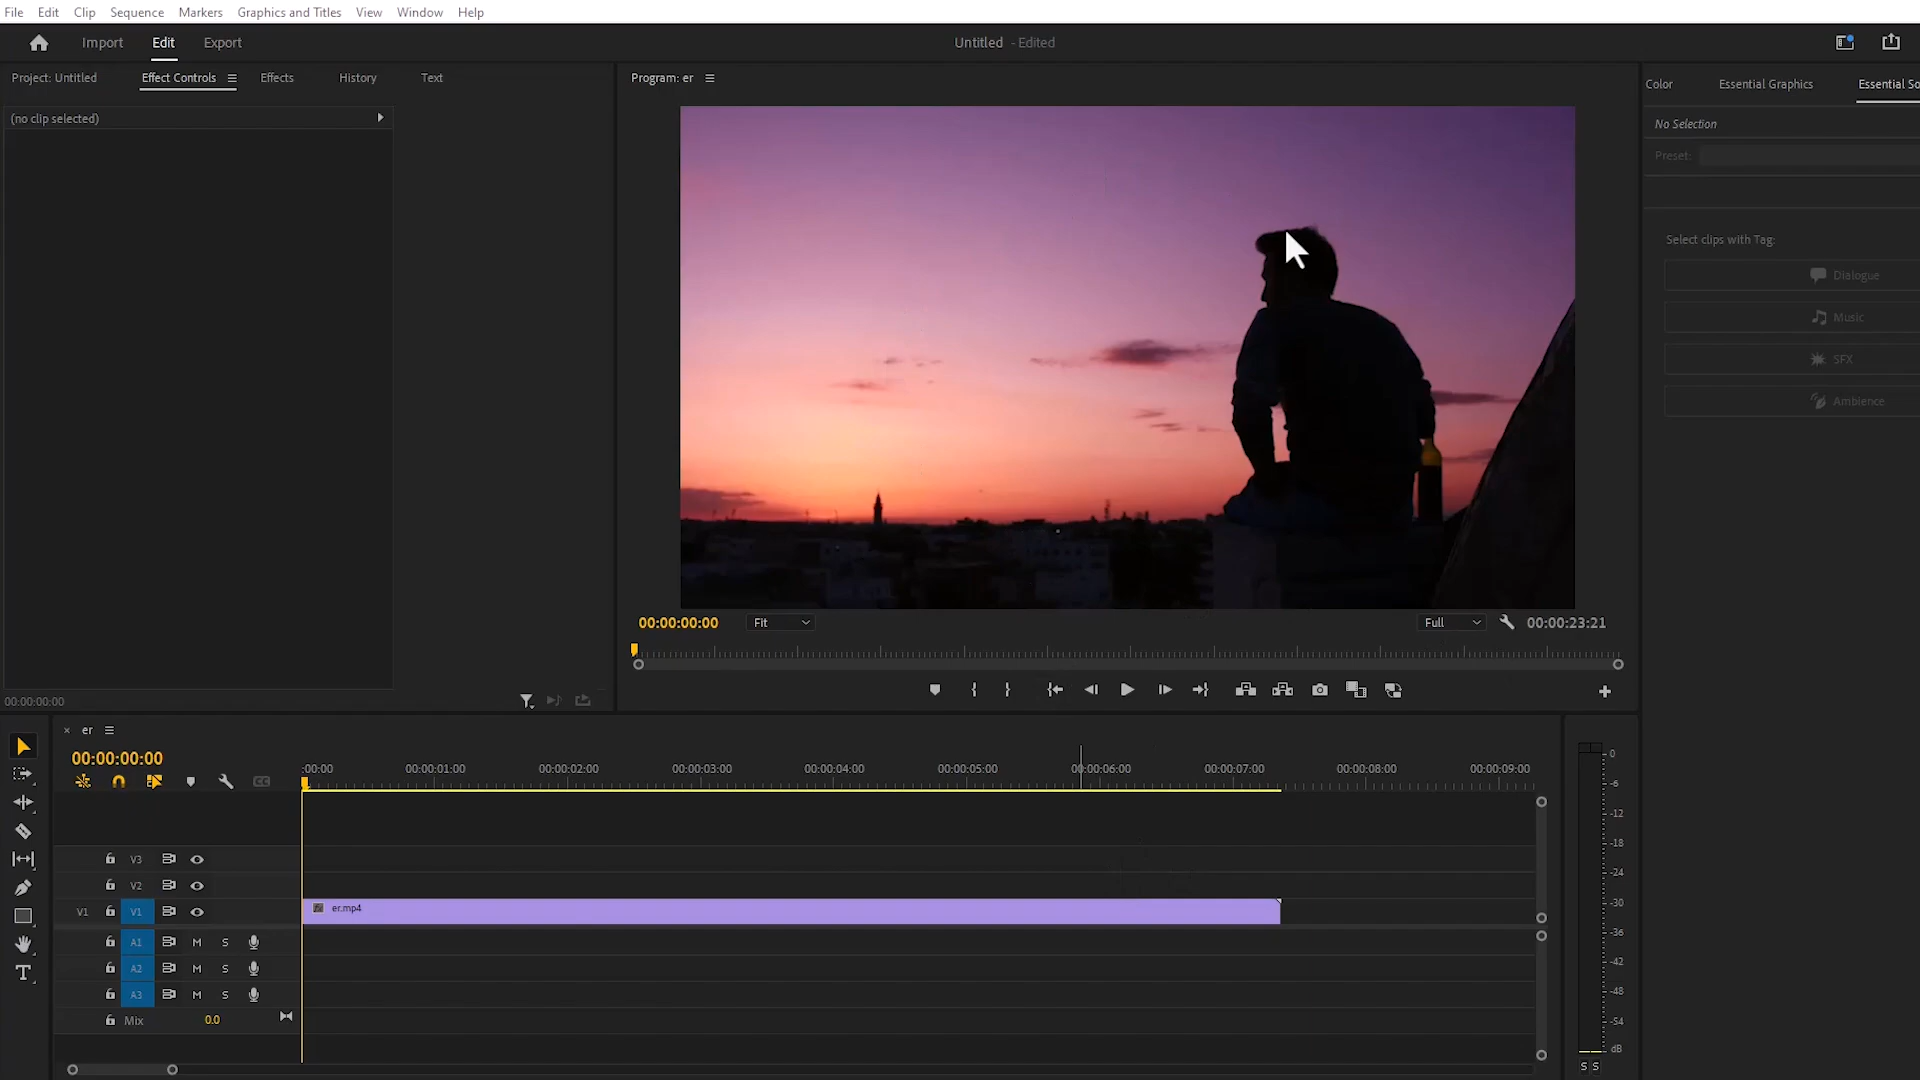 File Edit Clip Sequence Markers Graphics and Titles View Window Help
Import Edit Export Untitled - Edited
Project: Untitled Effect Controls Effects History Text
Program: er
Color Essential Graphics Essential So
(no clip selected)
No Selection
Preset:
Select clips with Tag:
Dialogue
Music
SFX
Ambience
00:00:00:00 Fit Full 00:00:23:21
00:00:00:00
er
00:00:00:00
:00:00 00:00:01:00 00:00:02:00 00:00:03:00 00:00:04:00 00:00:05:00 00:00:06:00 00:00:07:00 00:00:08:00 00:00:09:00
CC
V3
V2
V1 V1 er.mp4
A1 M S
A2 M S
A3 M S
Mix 0.0
0
-6
-12
-18
-24
-30
-36
-42
-48
-54
dB
S S